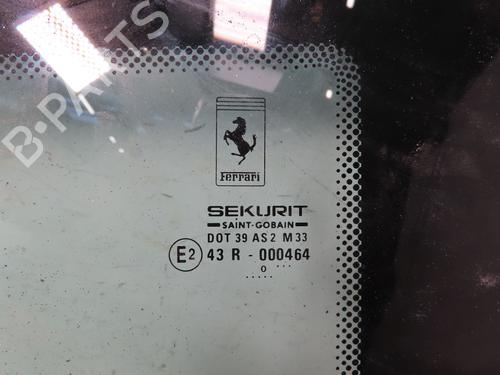 B-PARTS
Ferrari
SEKURIT
SAINT-GOBAIN
DOT 39 AS2 M33
E2 43 R - 000464